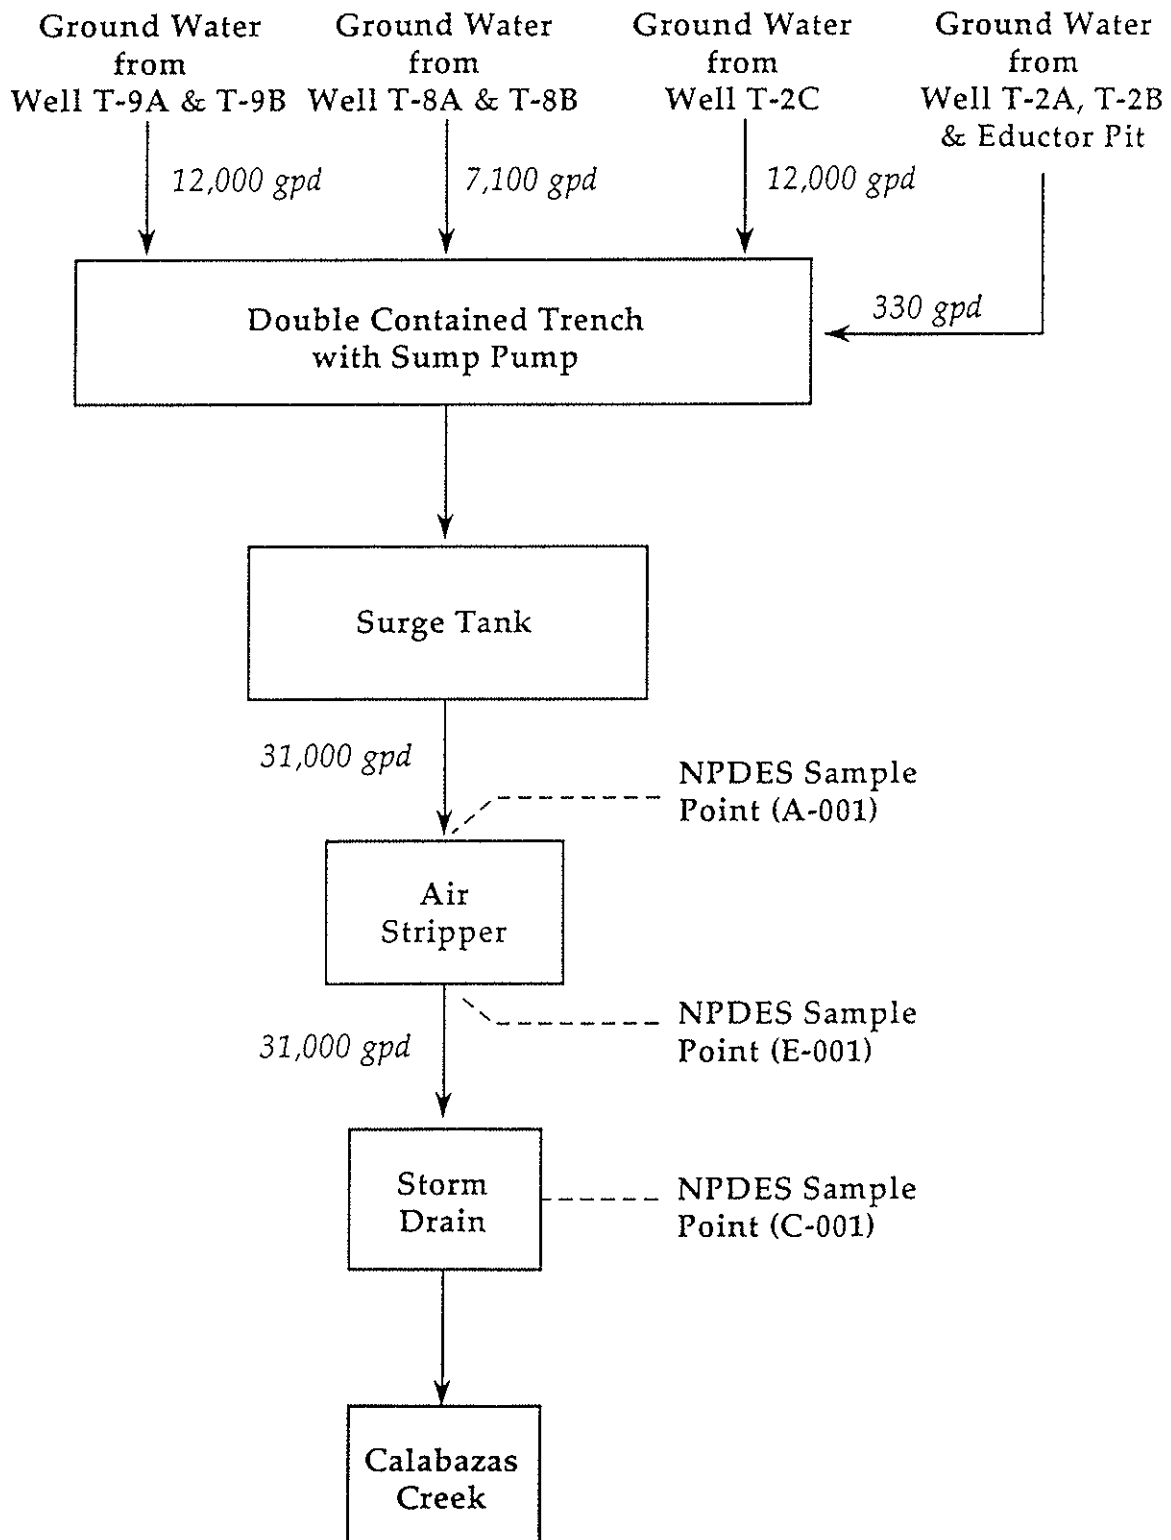 Ground Water
from
Well T-9A & T-9B
Ground Water
from
Well T-8A & T-8B
Ground Water
from
Well T-2C
Ground Water
from
Well T-2A, T-2B
& Eductor Pit
12,000 gpd
7,100 gpd
12,000 gpd
330 gpd
Double Contained Trench
with Sump Pump
Surge Tank
31,000 gpd
NPDES Sample
Point (A-001)
Air
Stripper
NPDES Sample
Point (E-001)
31,000 gpd
Storm
Drain
NPDES Sample
Point (C-001)
Calabazas
Creek